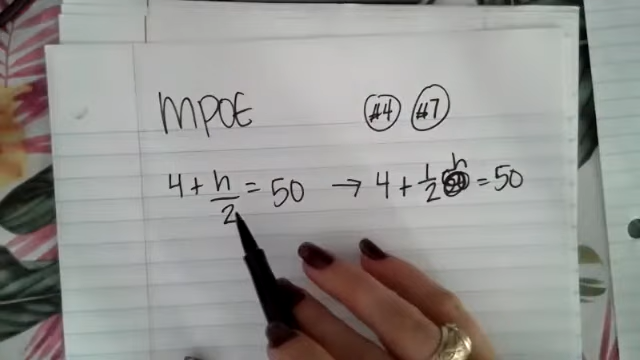 MPOE #4 #7
4 + h/2 = 50 → 4 + 1/2 h = 50